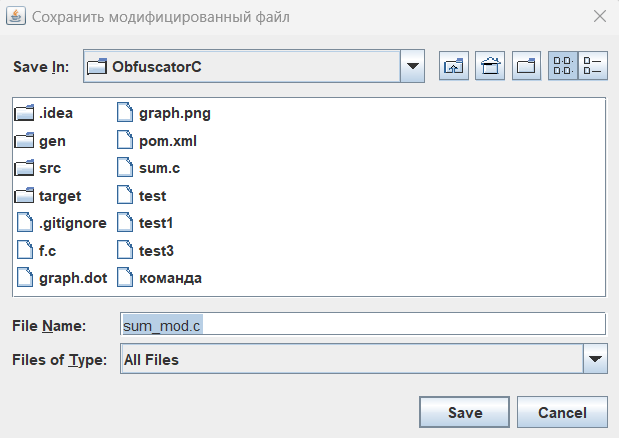 Сохранить модифицированный файл
Save In: ObfuscatorC
.idea graph.png
gen pom.xml
src sum.c
target test
.gitignore test1
f.c test3
graph.dot команда
File Name: sum_mod.c
Files of Type: All Files
Save Cancel